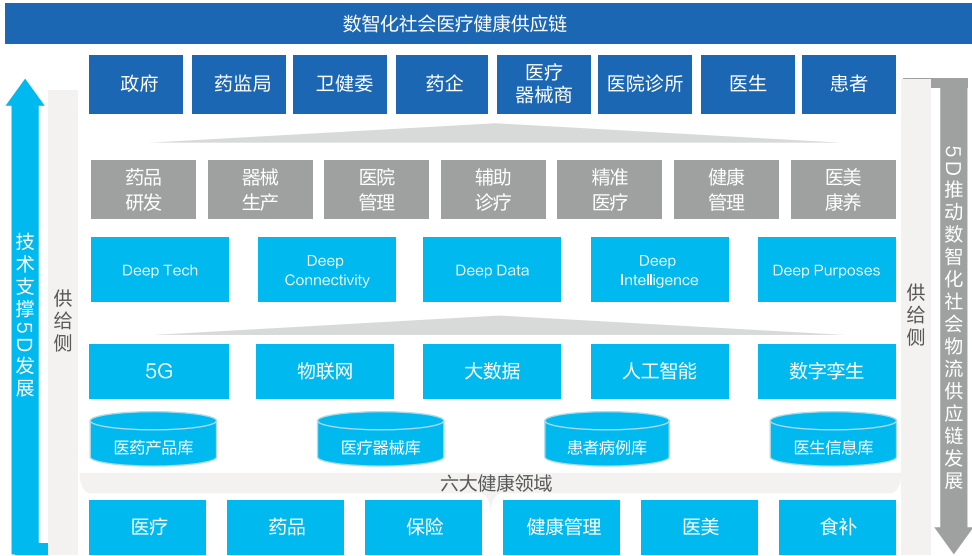 数智化社会医疗健康供应链
政府
药监局
卫健委
药企
医疗
器械商
医院诊所
医生
患者
药品
研发
器械
生产
医院
管理
辅助
诊疗
精准
医疗
健康
管理
医美
康养
Deep Tech
Deep
Connectivity
Deep Data
Deep
Intelligence
Deep Purposes
技术支撑5D发展
供给侧
供给侧
5D推动数智化社会物流供应链发展
5G
物联网
大数据
人工智能
数字孪生
医药产品库
医疗器械库
患者病例库
医生信息库
六大健康领域
医疗
药品
保险
健康管理
医美
食补